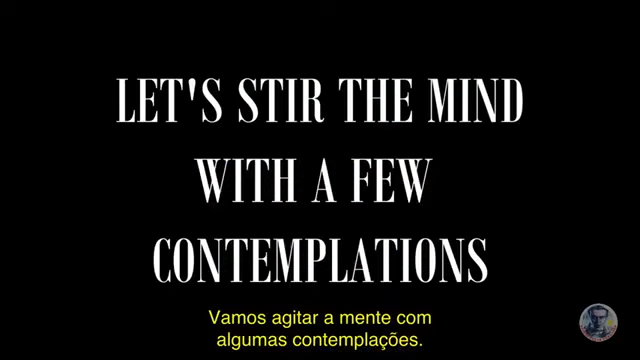 LET'S STIR THE MIND
WITH A FEW
CONTEMPLATIONS
Vamos agitar a mente com
algumas contemplações.